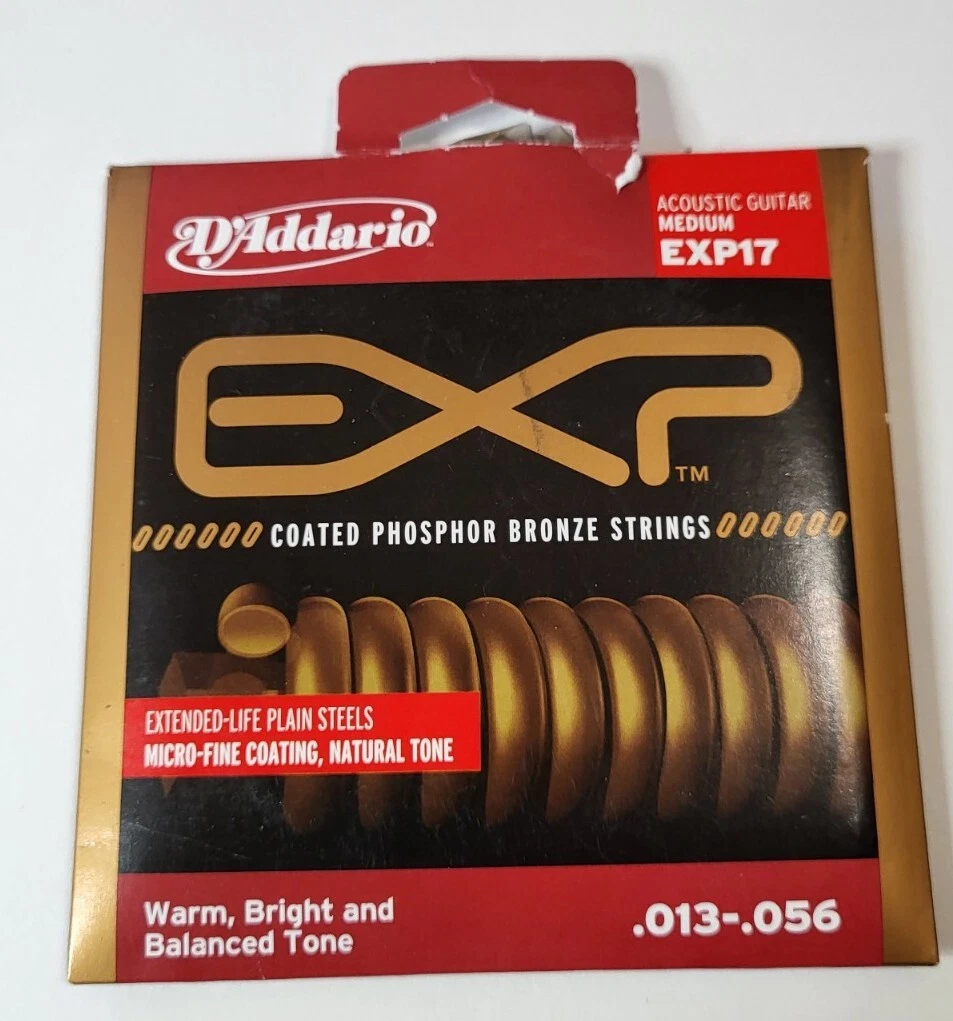 D'Addario
ACOUSTIC GUITAR
MEDIUM
EXP17
EXP™
COATED PHOSPHOR BRONZE STRINGS
EXTENDED-LIFE PLAIN STEELS
MICRO-FINE COATING, NATURAL TONE
Warm, Bright and
Balanced Tone
.013-.056